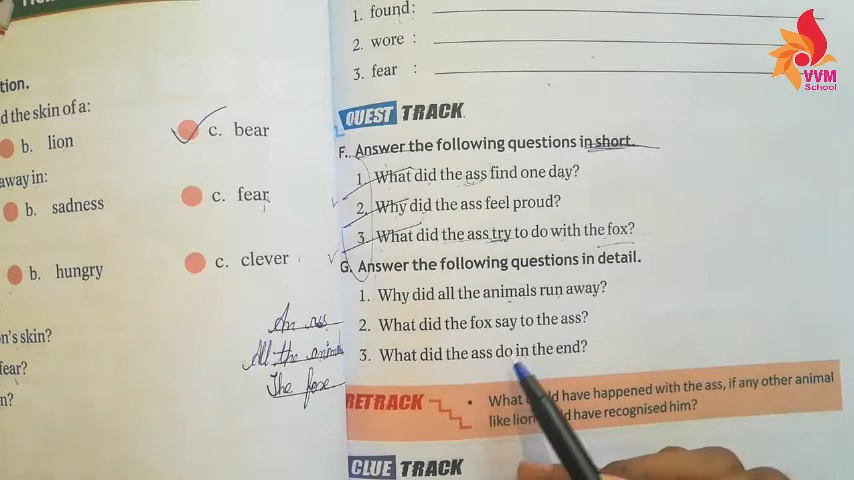 tion.
d the skin of a:
b. lion
c. bear
away in:
b. sadness
c. fear
b. hungry
c. clever
n's skin?
fear?
n?
An ass
All the animals
The fox
1. found:
2. wore :
3. fear :
QUEST TRACK
F. Answer the following questions in short.
1. What did the ass find one day?
2. Why did the ass feel proud?
3. What did the ass try to do with the fox?
G. Answer the following questions in detail.
1. Why did all the animals run away?
2. What did the fox say to the ass?
3. What did the ass do in the end?
RETRACK
• What have happened with the ass, if any other animal
like lion have recognised him?
CLUE TRACK
VVM
School